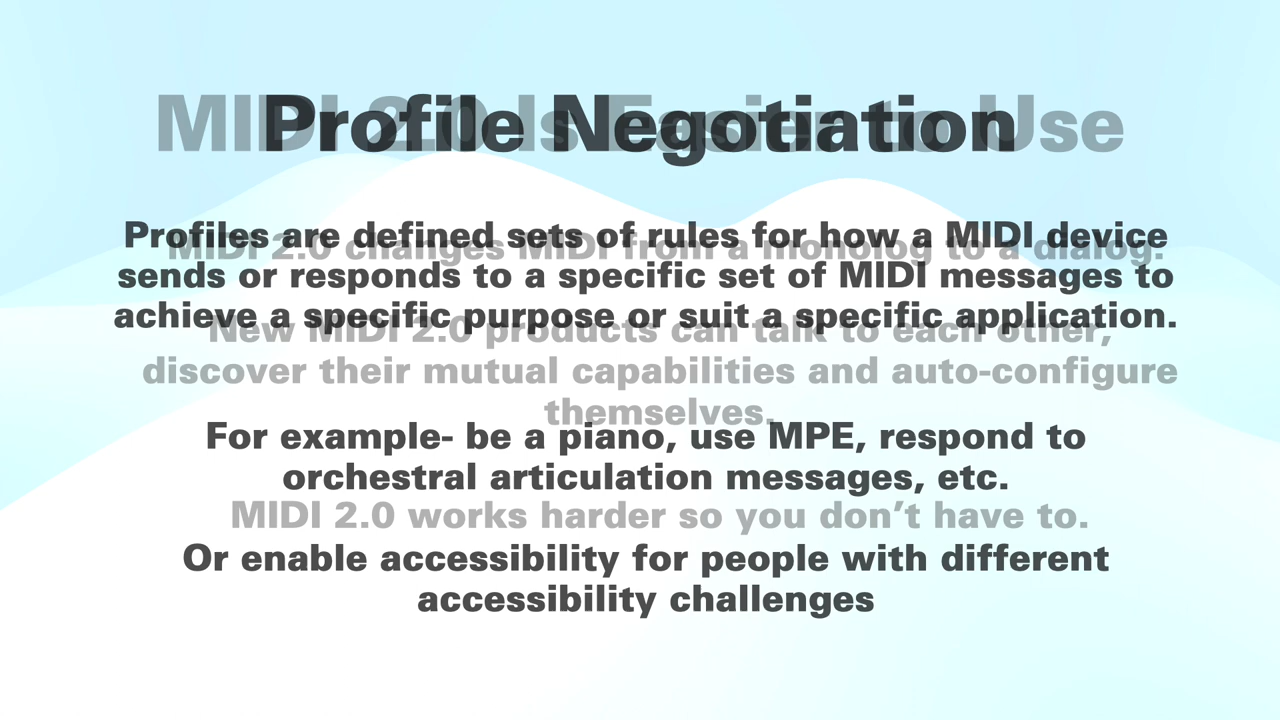 Profile Negotiation
Profiles are defined sets of rules for how a MIDI device
sends or responds to a specific set of MIDI messages to
achieve a specific purpose or suit a specific application.
For example- be a piano, use MPE, respond to
orchestral articulation messages, etc.
Or enable accessibility for people with different
accessibility challenges
MIDI 2.0 Is Easier to Use
MIDI 2.0 changes MIDI from a monolog to a dialog.
New MIDI 2.0 products can talk to each other,
discover their mutual capabilities and auto-configure
themselves.
MIDI 2.0 works harder so you don’t have to.